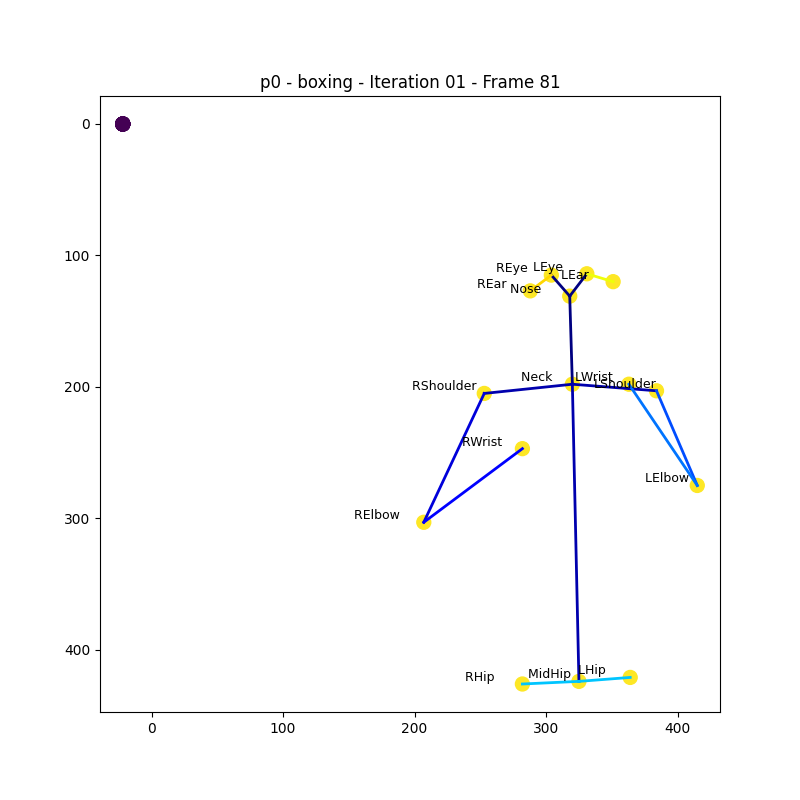 p0 - boxing - Iteration 01 - Frame 81
0
100
200
300
400
REye
LEye
LEar
REar
Nose
Neck
LWrist
RShoulder
LShoulder
RWrist
LElbow
RElbow
RHip
MidHip
LHip
0
100
200
300
400